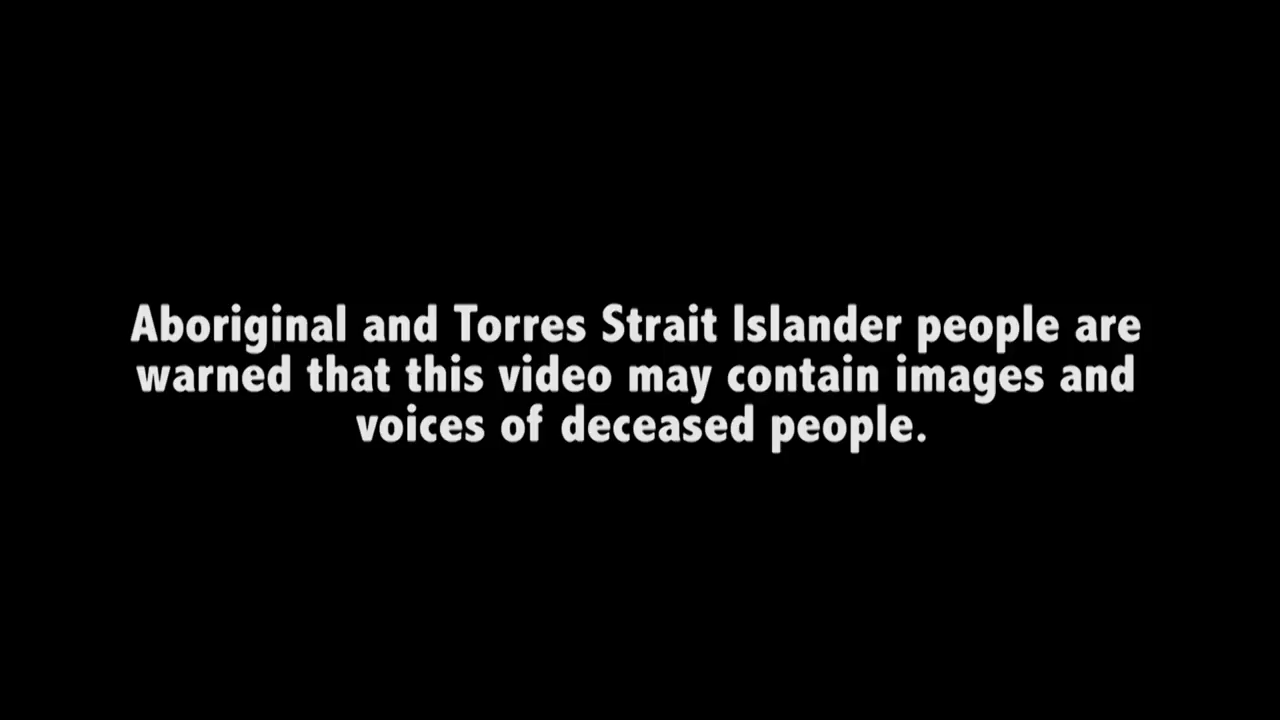 Aboriginal and Torres Strait Islander people are
warned that this video may contain images and
voices of deceased people.